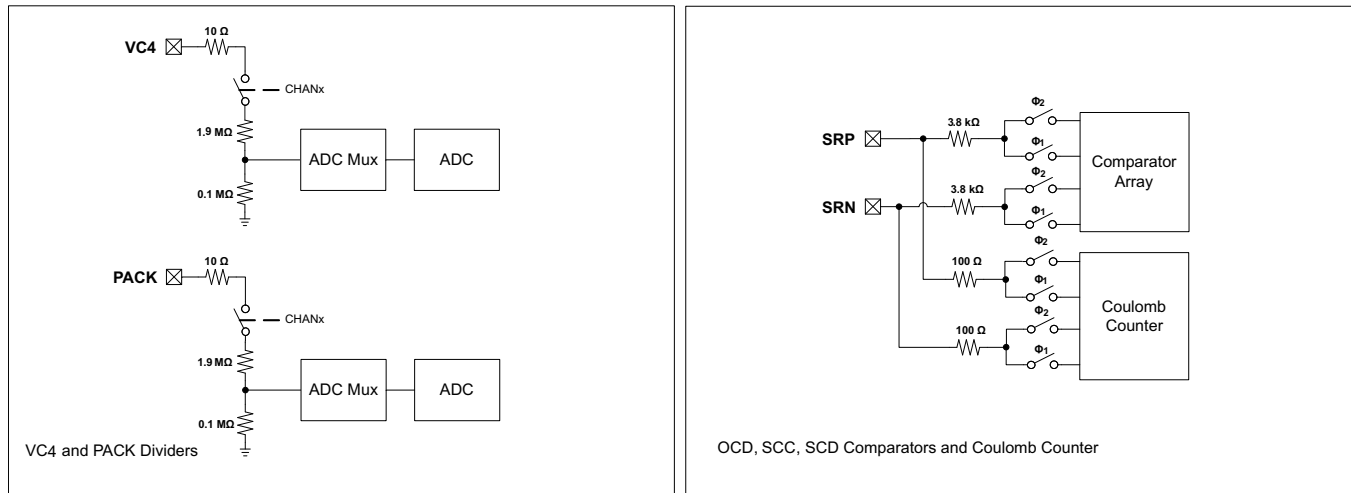 10 Ω
VC4
CHANx
1.9 MΩ
ADC Mux
ADC
0.1 MΩ
10 Ω
PACK
CHANx
1.9 MΩ
ADC Mux
ADC
0.1 MΩ
VC4 and PACK Dividers
Φ2
3.8 kΩ
SRP
Φ1
Comparator
Array
Φ2
3.8 kΩ
SRN
Φ1
Φ2
100 Ω
Φ1
Coulomb
Counter
Φ2
100 Ω
Φ1
OCD, SCC, SCD Comparators and Coulomb Counter